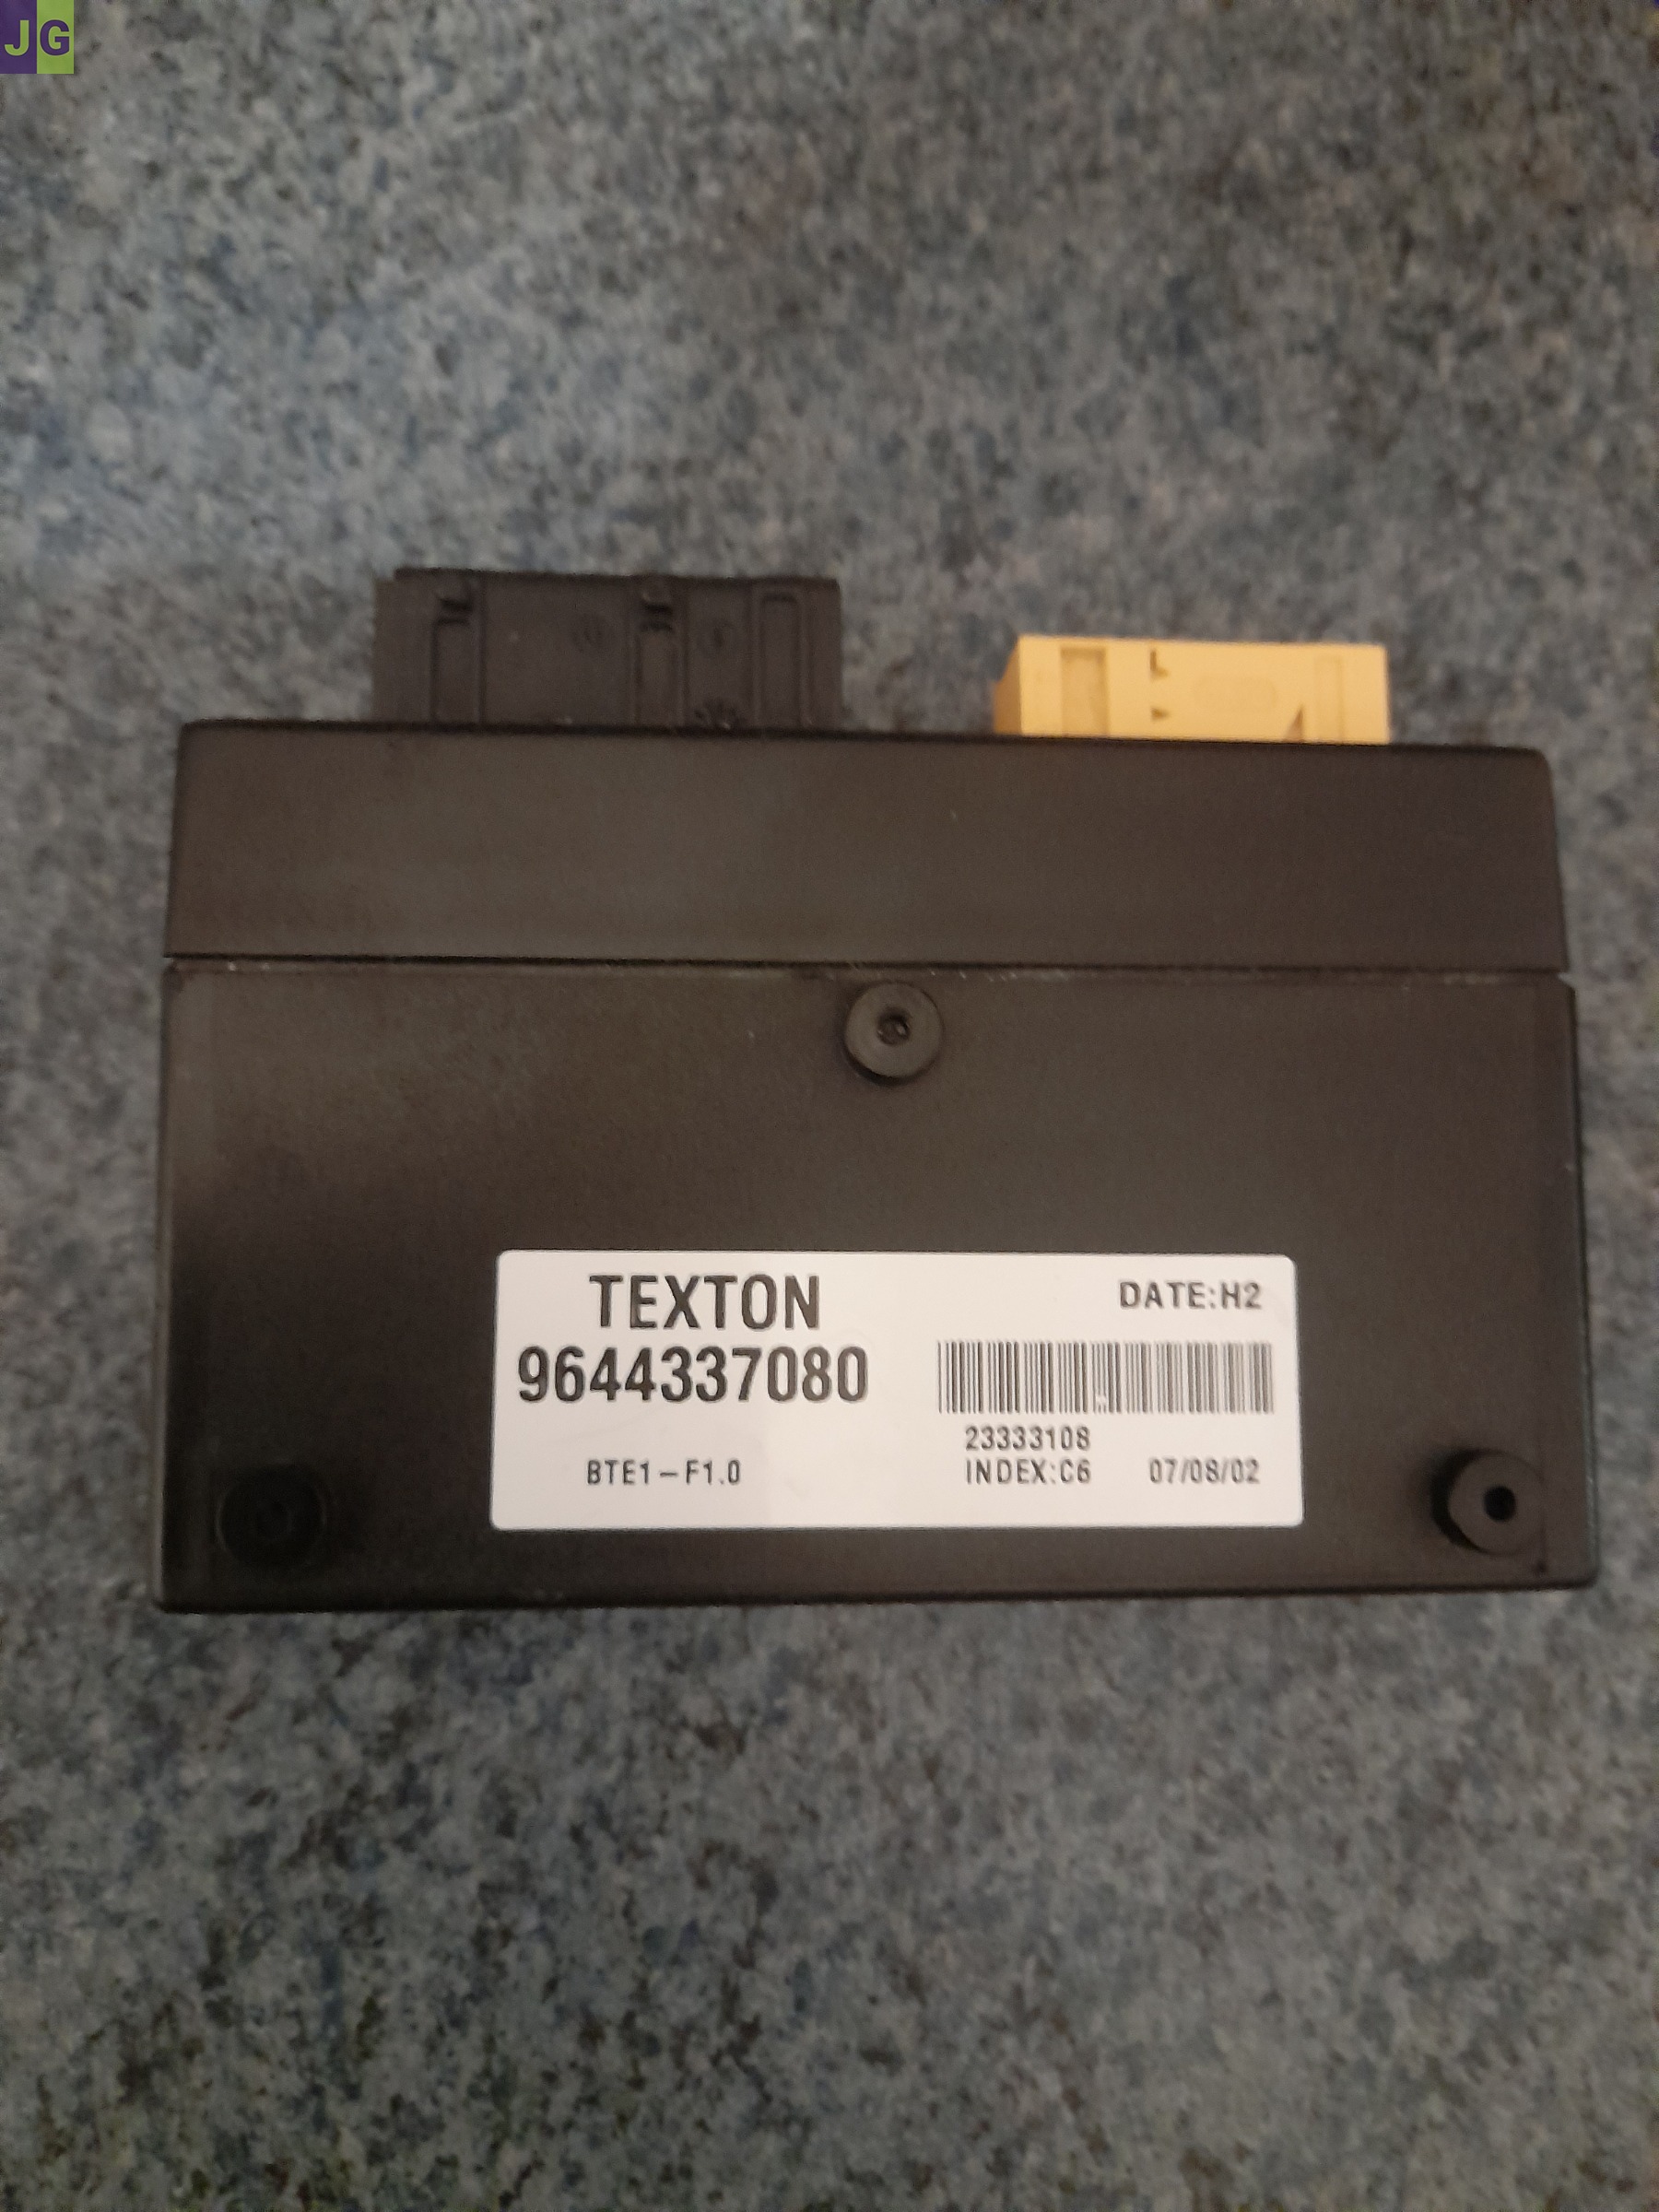 JG
TEXTON
DATE:H2
9644337080
23333108
BTE1-F1.0
INDEX:C6
07/08/02